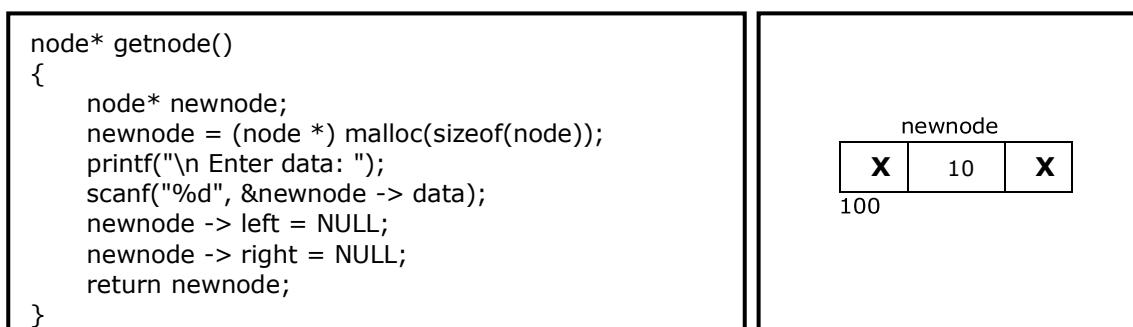 node* getnode()
{
node* newnode;
newnode = (node *) malloc(sizeof(node));
printf("\n Enter data: ");
scanf("%d", &newnode -> data);
newnode -> left = NULL;
newnode -> right = NULL;
return newnode;
}
newnode
X 10 X
100